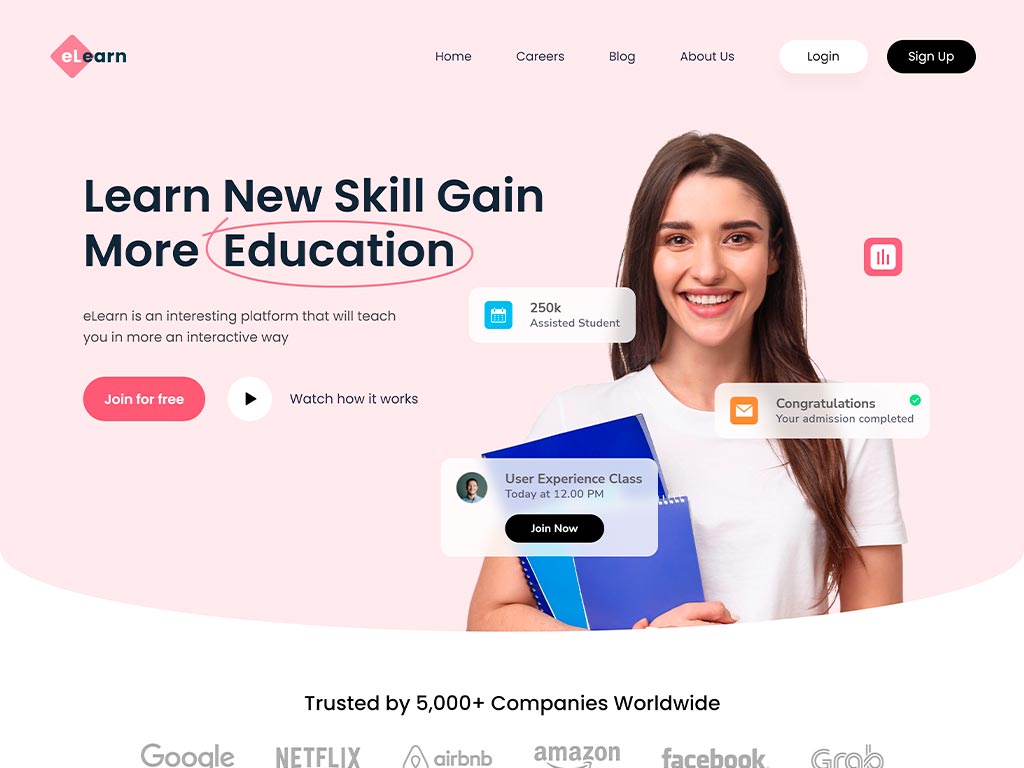 eLearn
Home Careers Blog About Us Login Sign Up
Learn New Skill Gain
More Education
eLearn is an interesting platform that will teach
you in more an interactive way
Join for free
Watch how it works
250k
Assisted Student
Congratulations
Your admission completed
User Experience Class
Today at 12.00 PM
Join Now
Trusted by 5,000+ Companies Worldwide
Google NETFLIX airbnb amazon facebook Grab